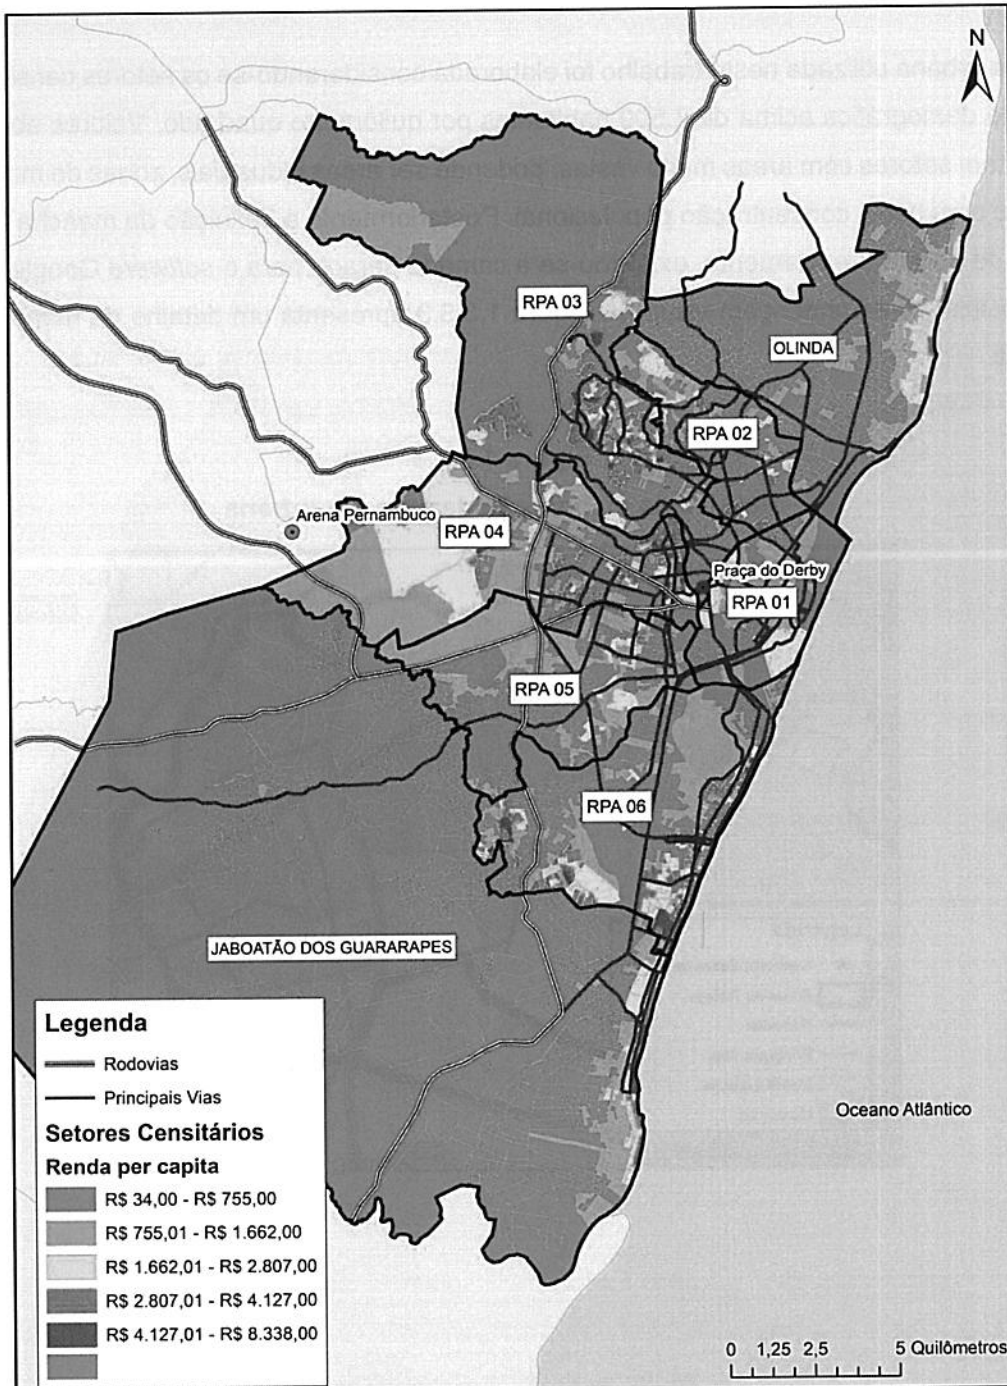 N
RPA 03
OLINDA
RPA 02
Arena Pernambuco
RPA 04
Praça do Derby
RPA 01
RPA 05
RPA 06
JABOATÃO DOS GUARARAPES
Legenda
Rodovias
Principais Vias
Setores Censitários
Renda per capita
R$ 34,00 - R$ 755,00
R$ 755,01 - R$ 1.662,00
R$ 1.662,01 - R$ 2.807,00
R$ 2.807,01 - R$ 4.127,00
R$ 4.127,01 - R$ 8.338,00
Oceano Atlântico
0 1,25 2,5 5 Quilômetros